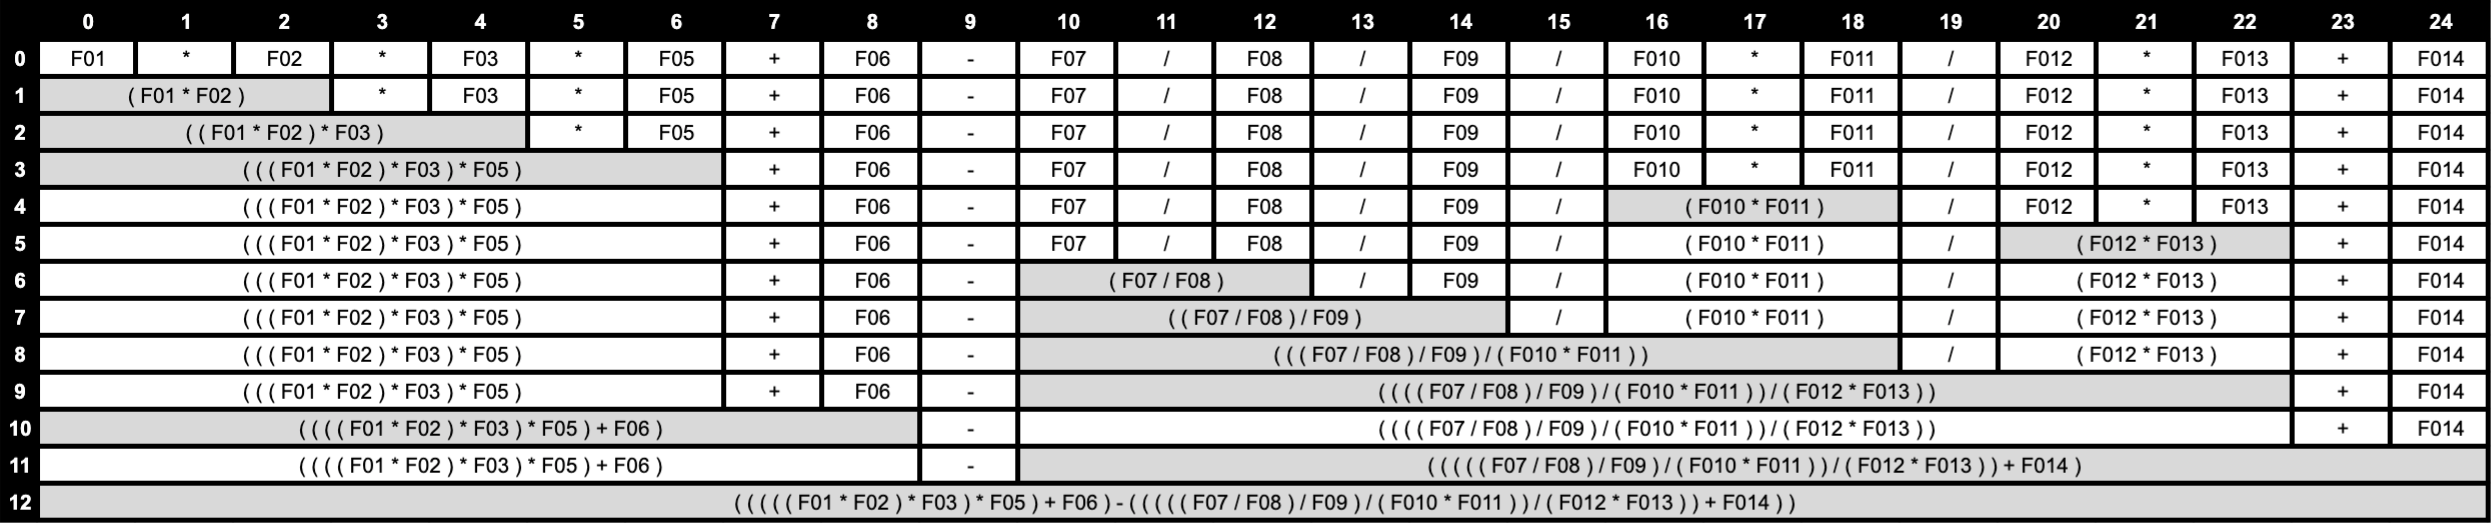 0 1 2 3 4 5 6 7 8 9 10 11 12 13 14 15 16 17 18 19 20 21 22 23 24
0 F01 * F02 * F03 * F05 + F06 - F07 / F08 / F09 / F010 * F011 / F012 * F013 + F014
1 ( F01 * F02 ) * F03 * F05 + F06 - F07 / F08 / F09 / F010 * F011 / F012 * F013 + F014
2 ( ( F01 * F02 ) * F03 ) * F05 + F06 - F07 / F08 / F09 / F010 * F011 / F012 * F013 + F014
3 ( ( ( F01 * F02 ) * F03 ) * F05 ) + F06 - F07 / F08 / F09 / F010 * F011 / F012 * F013 + F014
4 ( ( ( F01 * F02 ) * F03 ) * F05 ) + F06 - F07 / F08 / F09 / ( F010 * F011 ) / F012 * F013 + F014
5 ( ( ( F01 * F02 ) * F03 ) * F05 ) + F06 - F07 / F08 / F09 / ( F010 * F011 ) / ( F012 * F013 ) + F014
6 ( ( ( F01 * F02 ) * F03 ) * F05 ) + F06 - ( F07 / F08 ) / F09 / ( F010 * F011 ) / ( F012 * F013 ) + F014
7 ( ( ( F01 * F02 ) * F03 ) * F05 ) + F06 - ( ( F07 / F08 ) / F09 ) / ( F010 * F011 ) / ( F012 * F013 ) + F014
8 ( ( ( F01 * F02 ) * F03 ) * F05 ) + F06 - ( ( ( F07 / F08 ) / F09 ) / ( F010 * F011 ) ) / ( F012 * F013 ) + F014
9 ( ( ( F01 * F02 ) * F03 ) * F05 ) + F06 - ( ( ( ( F07 / F08 ) / F09 ) / ( F010 * F011 ) ) / ( F012 * F013 ) ) + F014
10 ( ( ( ( F01 * F02 ) * F03 ) * F05 ) + F06 ) - ( ( ( ( F07 / F08 ) / F09 ) / ( F010 * F011 ) ) / ( F012 * F013 ) ) + F014
11 ( ( ( ( F01 * F02 ) * F03 ) * F05 ) + F06 ) - ( ( ( ( ( F07 / F08 ) / F09 ) / ( F010 * F011 ) ) / ( F012 * F013 ) ) + F014 )
12 ( ( ( ( ( F01 * F02 ) * F03 ) * F05 ) + F06 ) - ( ( ( ( ( F07 / F08 ) / F09 ) / ( F010 * F011 ) ) / ( F012 * F013 ) ) + F014 ) )